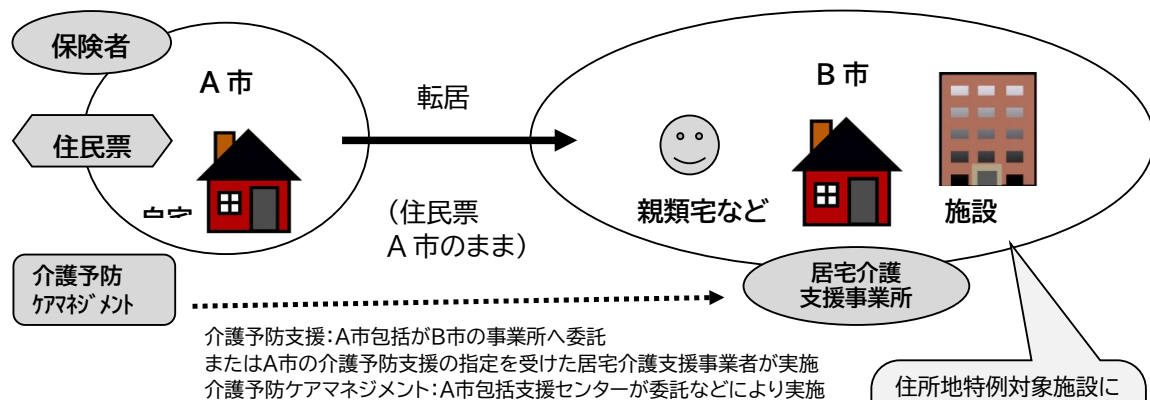 保険者
A市
B市
転居
住民票
親類宅など
施設
(住民票
A市のまま)
介護予防
ケアマネジメント
居宅介護
支援事業所
介護予防支援:A市包括がB市の事業所へ委託
またはA市の介護予防支援の指定を受けた居宅介護支援事業者が実施
介護予防ケアマネジメント:A市包括支援センターが委託などにより実施
住所地特例対象施設に